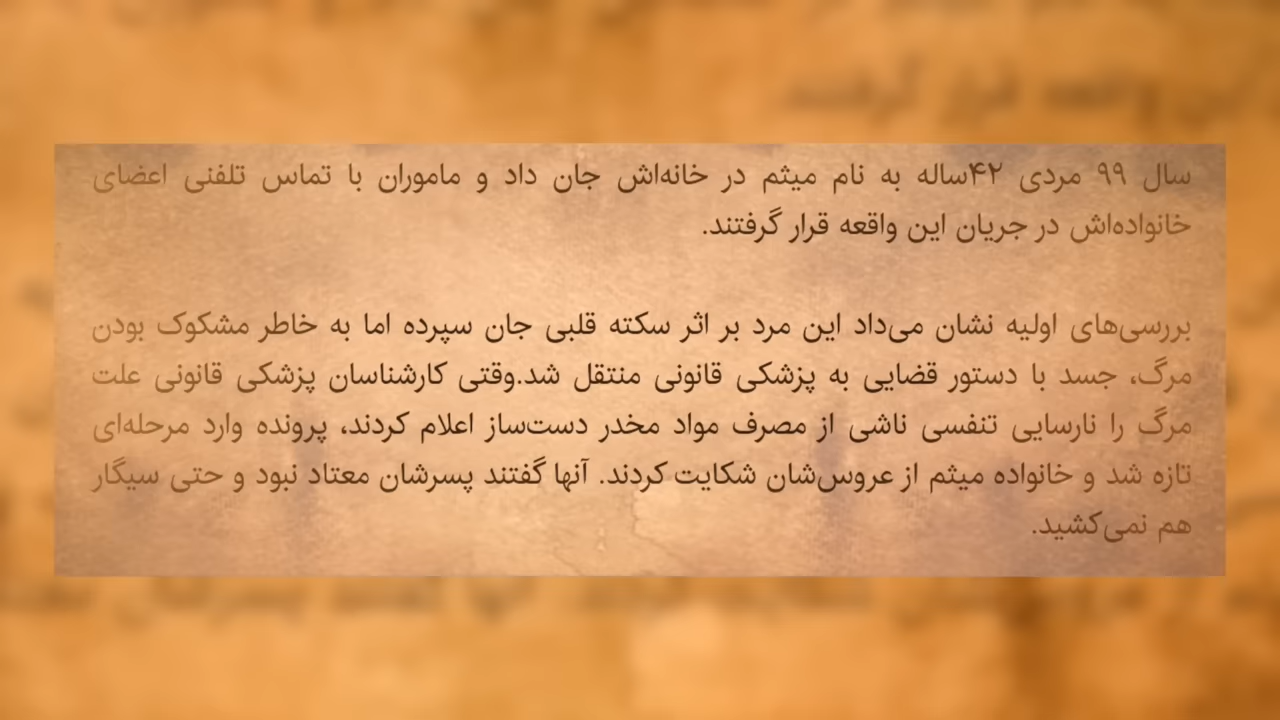 سال ۹۹ مردی ۴۲ساله به نام میثم در خانه‌اش جان داد و ماموران با تماس تلفنی اعضای
خانواده‌اش در جریان این واقعه قرار گرفتند.
بررسی‌های اولیه نشان می‌داد این مرد بر اثر سکته قلبی جان سپرده اما به خاطر مشکوک بودن
مرگ، جسد با دستور قضایی به پزشکی قانونی منتقل شد.وقتی کارشناسان پزشکی قانونی علت
مرگ را نارسایی تنفسی ناشی از مصرف مواد مخدر دست‌ساز اعلام کردند، پرونده وارد مرحله‌ای
تازه شد و خانواده میثم از عروس‌شان شکایت کردند. آنها گفتند پسرشان معتاد نبود و حتی سیگار
هم نمی‌کشید.